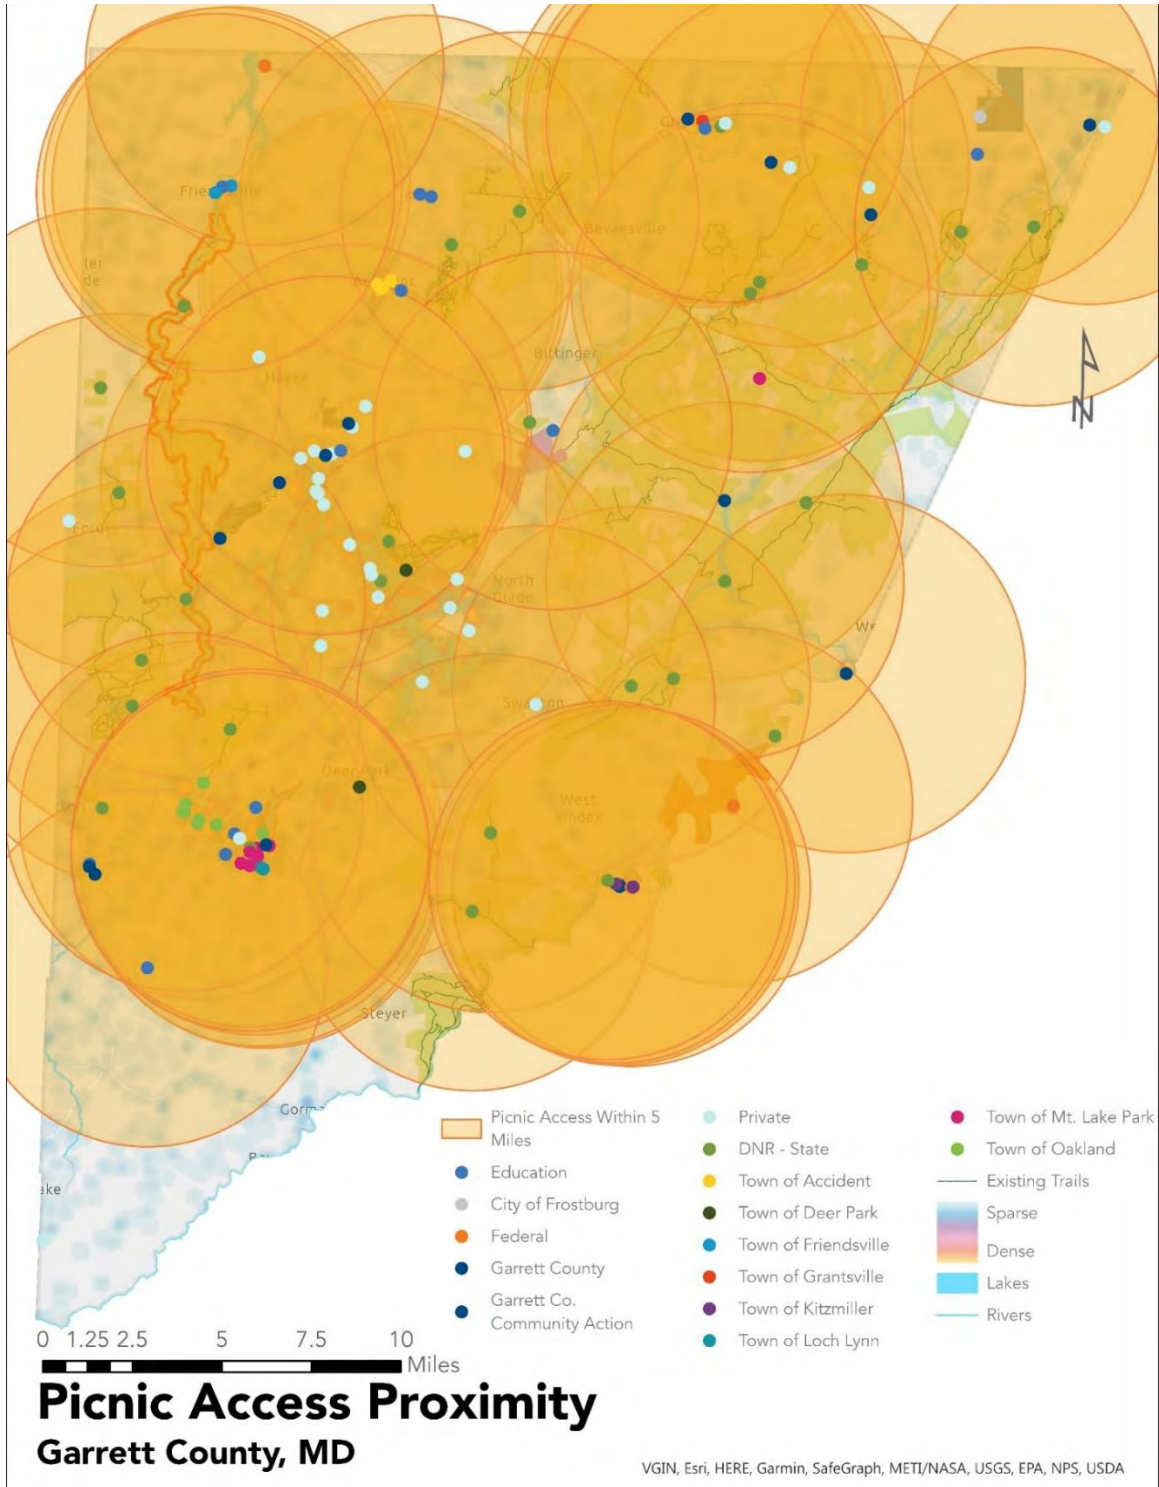 Bevansville
Bittinger
North
Glade
Swanton
Deer Park
West
Vindex
Steyer
ake
N
Picnic Access Within 5
Miles
Education
City of Frostburg
Federal
Garrett County
Garrett Co.
Community Action
Private
DNR - State
Town of Accident
Town of Deer Park
Town of Friendsville
Town of Grantsville
Town of Kitzmiller
Town of Loch Lynn
Town of Mt. Lake Park
Town of Oakland
Existing Trails
Sparse
Dense
Lakes
Rivers
0 1.25 2.5 5 7.5 10
Miles
Picnic Access Proximity
Garrett County, MD
VGIN, Esri, HERE, Garmin, SafeGraph, METI/NASA, USGS, EPA, NPS, USDA